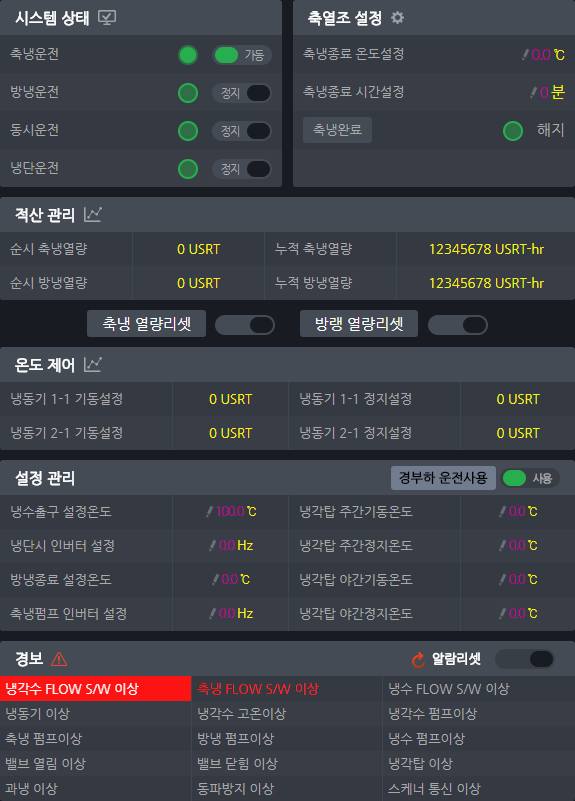 시스템 상태
축냉운전 가동
방냉운전 정지
동시운전 정지
냉단운전 정지
축열조 설정
축냉종료 온도설정 0.0 ℃
축냉종료 시간설정 0 분
축냉완료 해지
적산 관리
순시 축냉열량 0 USRT 누적 축냉열량 12345678 USRT-hr
순시 방냉열량 0 USRT 누적 방냉열량 12345678 USRT-hr
축냉 열량리셋 방랭 열량리셋
온도 제어
냉동기 1-1 기동설정 0 USRT 냉동기 1-1 정지설정 0 USRT
냉동기 2-1 기동설정 0 USRT 냉동기 2-1 정지설정 0 USRT
설정 관리 경부하 운전사용 사용
냉수출구 설정온도 100.0 ℃ 냉각탑 주간기동온도 0.0 ℃
냉단시 인버터 설정 0.0 Hz 냉각탑 주간정지온도 0.0 ℃
방냉종료 설정온도 0.0 ℃ 냉각탑 야간기동온도 0.0 ℃
축냉펌프 인버터 설정 0.0 Hz 냉각탑 야간정지온도 0.0 ℃
경보 알람리셋
냉각수 FLOW S/W 이상 축냉 FLOW S/W 이상 냉수 FLOW S/W 이상
냉동기 이상 냉각수 고온이상 냉각수 펌프이상
축냉 펌프이상 방냉 펌프이상 냉수 펌프이상
밸브 열림 이상 밸브 닫힘 이상 냉각탑 이상
과냉 이상 동파방지 이상 스케너 통신 이상